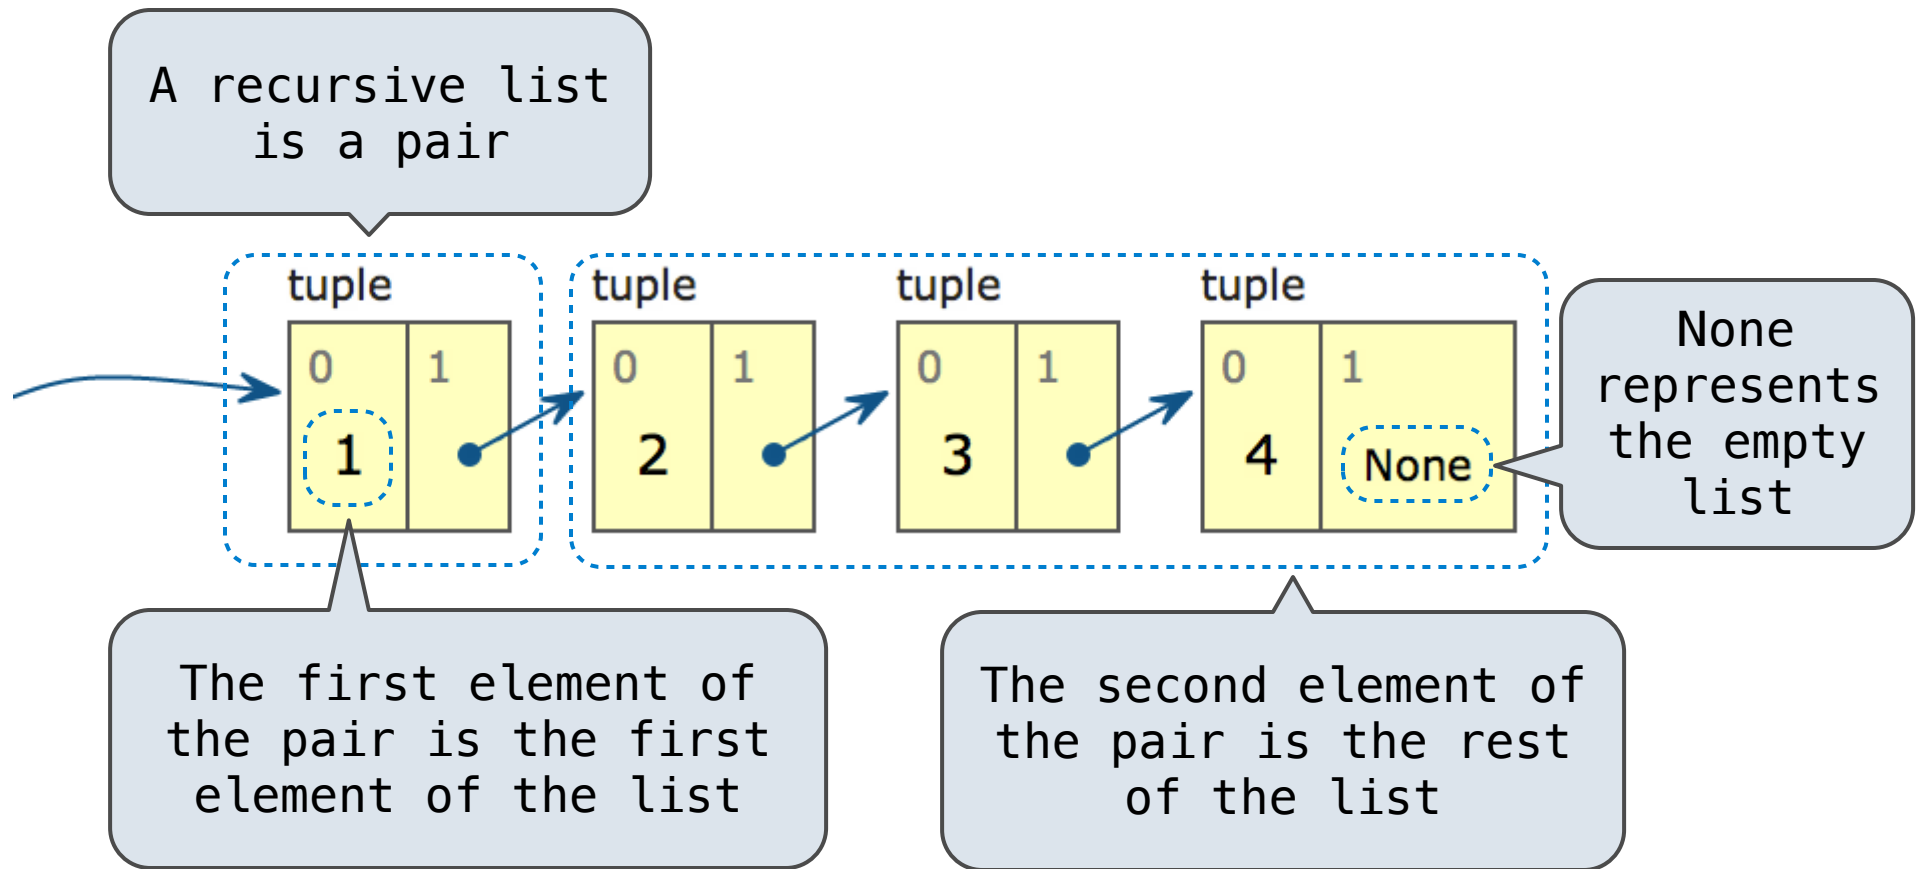 A recursive list
is a pair
tuple
tuple
tuple
tuple
0 1
0 1
0 1
0 1
1
2
3
4 None
None
represents
the empty
list
The first element of
the pair is the first
element of the list
The second element of
the pair is the rest
of the list